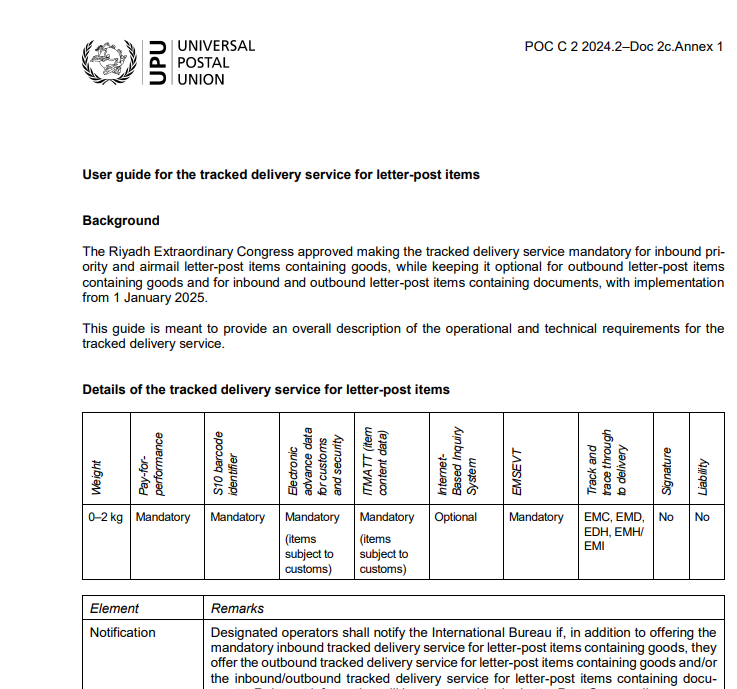 UPU
UNIVERSAL
POSTAL
UNION
POC C 2 2024.2–Doc 2c.Annex 1
User guide for the tracked delivery service for letter-post items
Background
The Riyadh Extraordinary Congress approved making the tracked delivery service mandatory for inbound pri-
ority and airmail letter-post items containing goods, while keeping it optional for outbound letter-post items
containing goods and for inbound and outbound letter-post items containing documents, with implementation
from 1 January 2025.
This guide is meant to provide an overall description of the operational and technical requirements for the
tracked delivery service.
Details of the tracked delivery service for letter-post items
Weight
Pay-for-
performance
S10 barcode
identifier
Electronic
advance data
for customs
and security
ITMATT (item
content data)
Internet-
Based Inquiry
System
EMSEVT
Track and
trace through
to delivery
Signature
Liability
0–2 kg
Mandatory
Mandatory
Mandatory
(items
subject to
customs)
Mandatory
(items
subject to
customs)
Optional
Mandatory
EMC, EMD,
EDH, EMH/
EMI
No
No
Element
Remarks
Notification
Designated operators shall notify the International Bureau if, in addition to offering the
mandatory inbound tracked delivery service for letter-post items containing goods, they
offer the outbound tracked delivery service for letter-post items containing goods and/or
the inbound/outbound tracked delivery service for letter-post items containing docu-